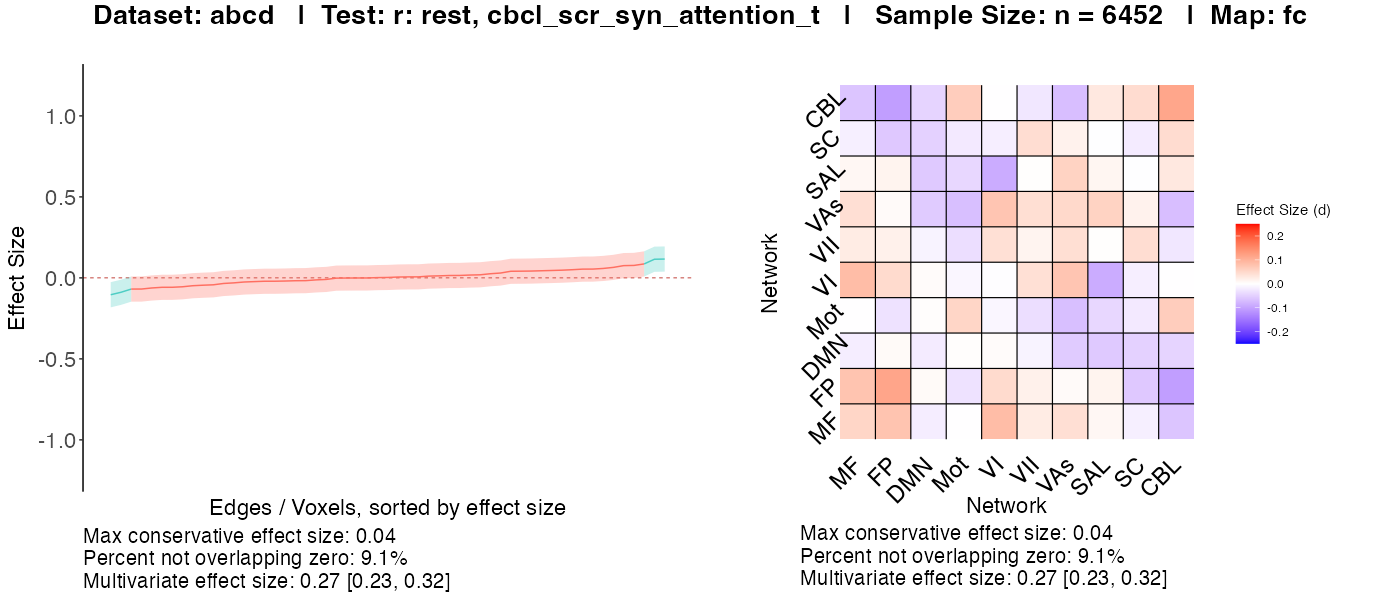 Dataset: abcd | Test: r: rest, cbcl_scr_syn_attention_t | Sample Size: n = 6452 | Map: fc
Effect Size
1.0
0.5
0.0
-0.5
-1.0
Edges / Voxels, sorted by effect size
Max conservative effect size: 0.04
Percent not overlapping zero: 9.1%
Multivariate effect size: 0.27 [0.23, 0.32]
Network
CBL
SC
SAL
VAs
VII
VI
Mot
DMN
FP
MF
MF FP DMN Mot VI VII VAs SAL SC CBL
Network
Max conservative effect size: 0.04
Percent not overlapping zero: 9.1%
Multivariate effect size: 0.27 [0.23, 0.32]
Effect Size (d)
0.2
0.1
0.0
-0.1
-0.2